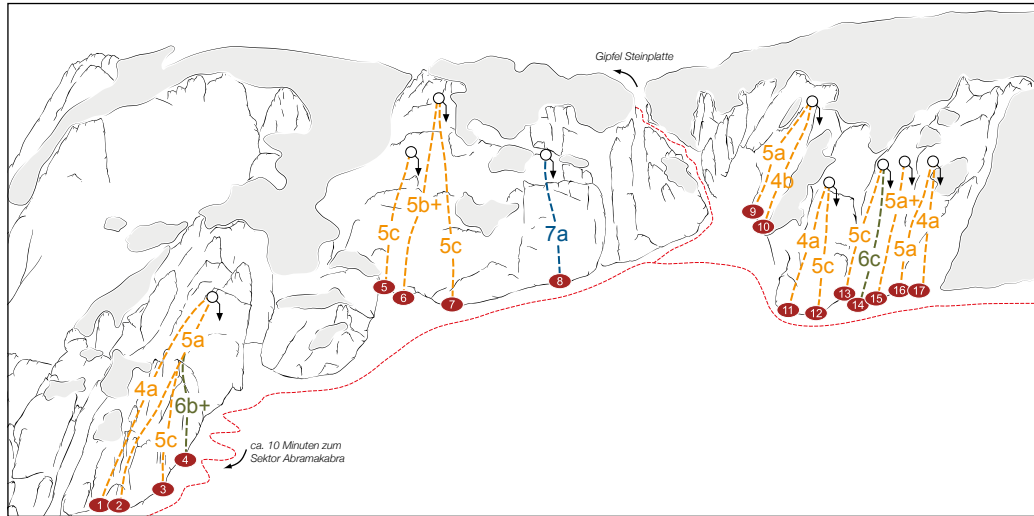 Gipfel Steinplatte
5a
4b
5b+
5c
5c
7a
4a
5c
5c
6c
5a+
5a
4a
9
10
5
6
7
8
11
12
13
14
15
16
17
5a
4a
6b+
5c
ca. 10 Minuten zum
Sektor Abramakabra
4
3
1
2